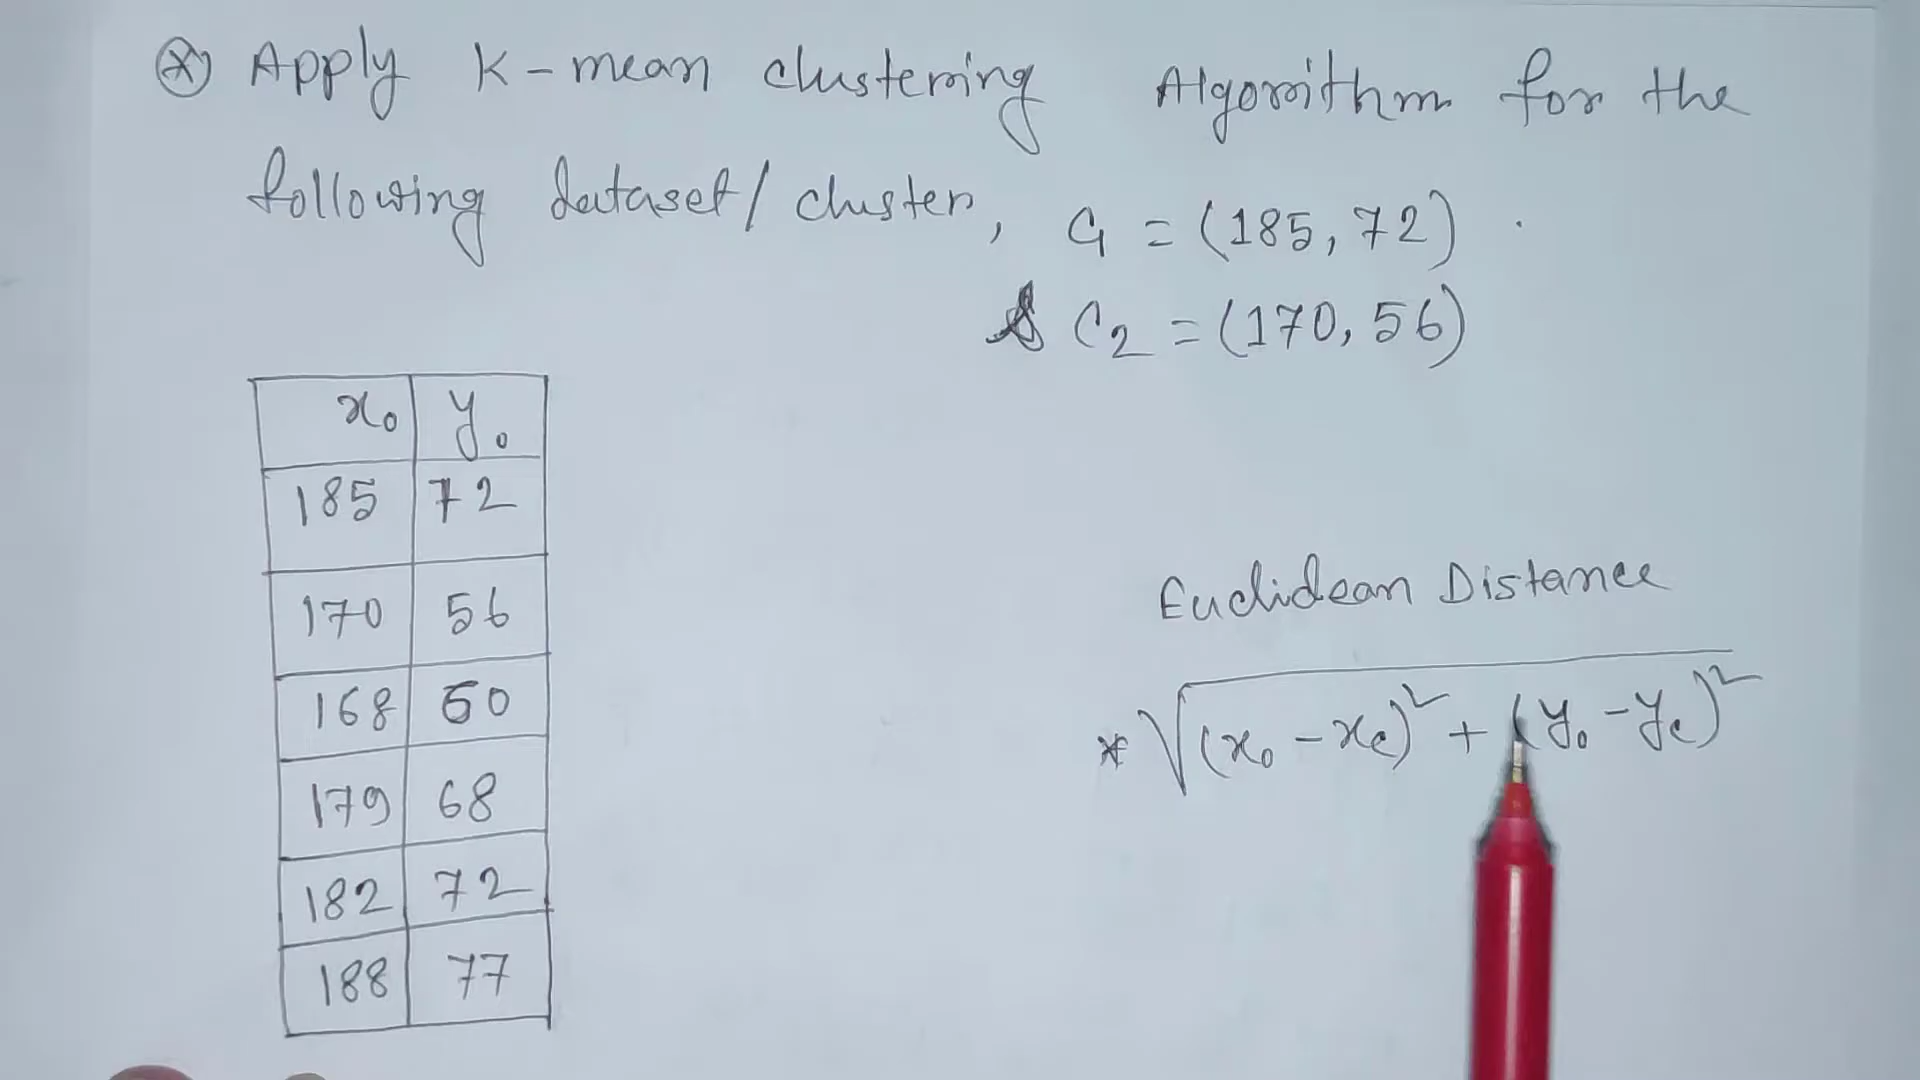 Apply K-mean clustering Algorithm for the
following dataset/cluster, C1 = (185, 72)
& C2 = (170, 56)
x0 y0
185 72
170 56
168 60
179 68
182 72
188 77
Euclidean Distance
* √(x0 - xc)² + (y0 - yc)²